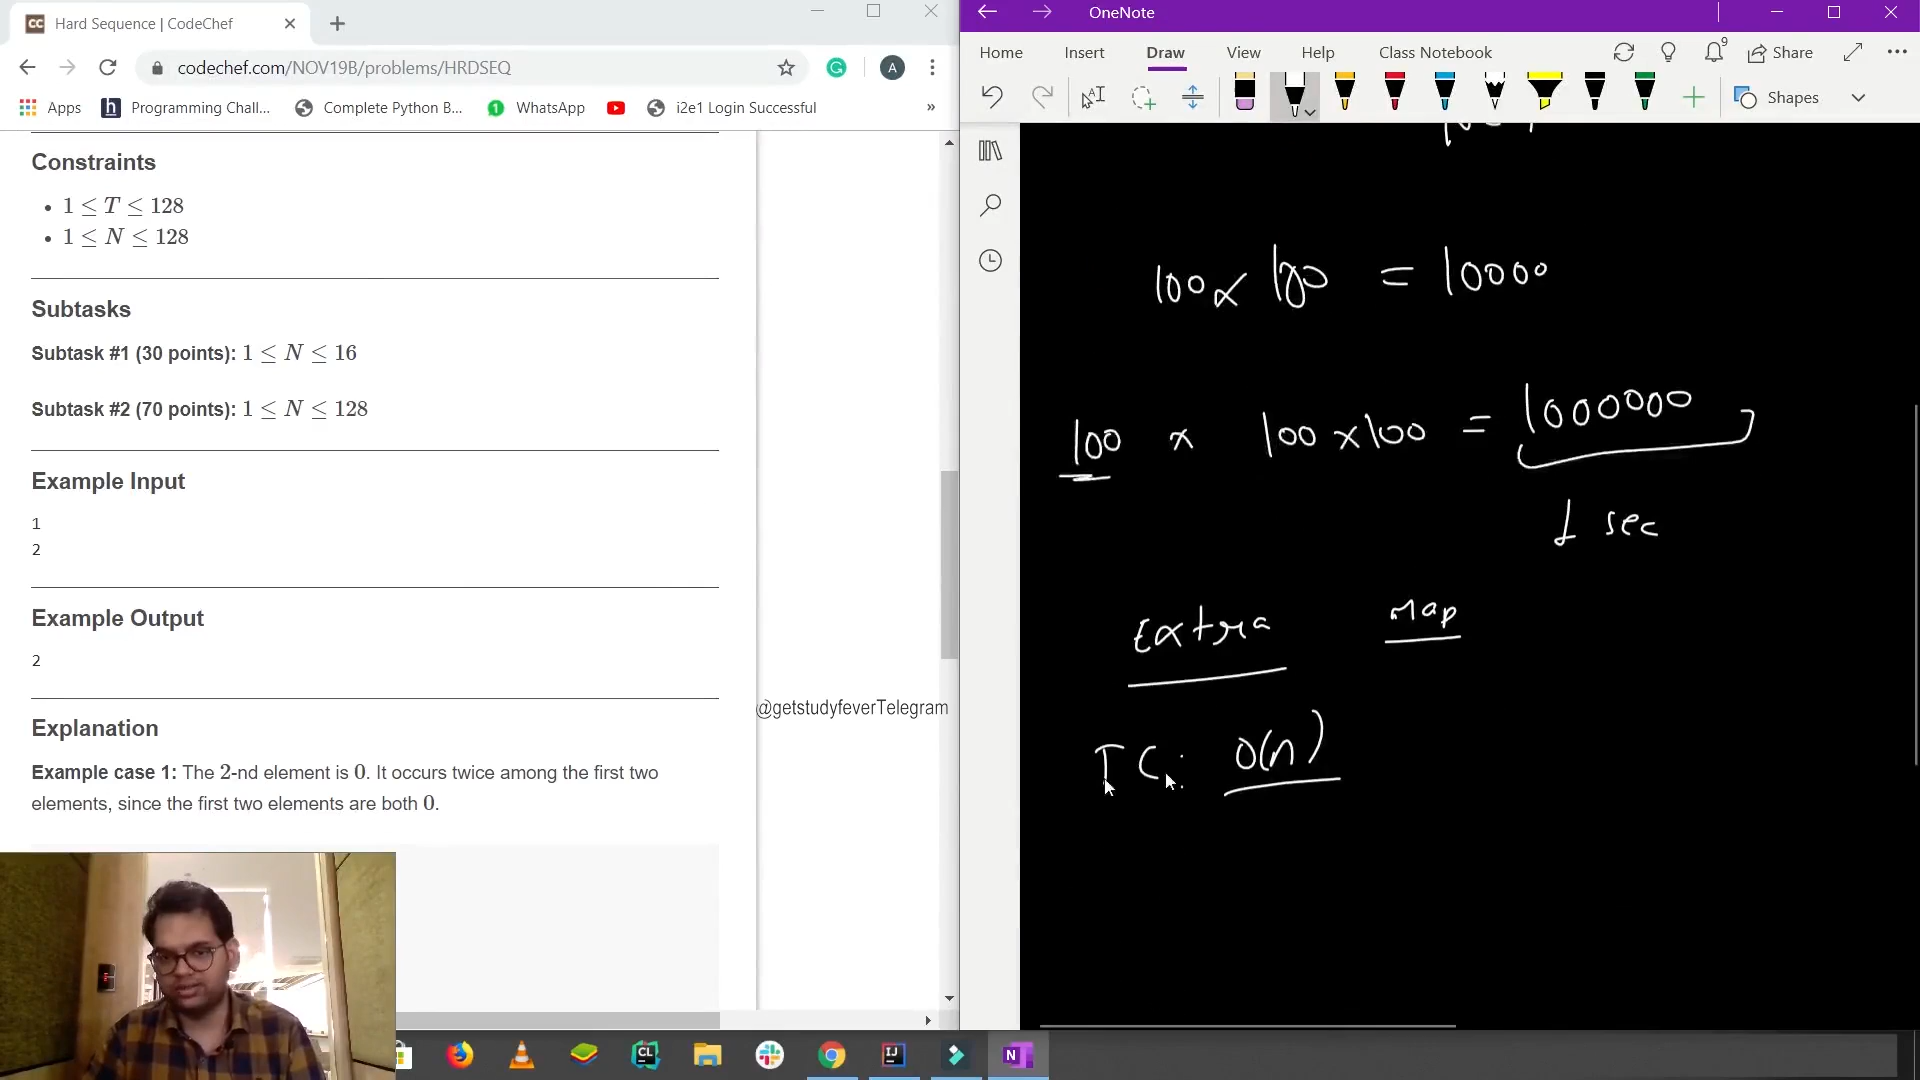 Hard Sequence | CodeChef
codechef.com/NOV19B/problems/HRDSEQ
A
Apps
Programming Chall...
Complete Python B...
WhatsApp
i2e1 Login Successful
»
Constraints
1 ≤ T ≤ 128
1 ≤ N ≤ 128
Subtasks
Subtask #1 (30 points): 1 ≤ N ≤ 16
Subtask #2 (70 points): 1 ≤ N ≤ 128
Example Input
1
2
Example Output
2
@getstudyfeverTelegram
Explanation
Example case 1: The 2-nd element is 0. It occurs twice among the first two
elements, since the first two elements are both 0.
OneNote
Home Insert Draw View Help Class Notebook
9
Share
Shapes
100 x 100 = 10000
100 x 100 x 100 = 1000000
1 sec
Extra Map
TC: O(n)